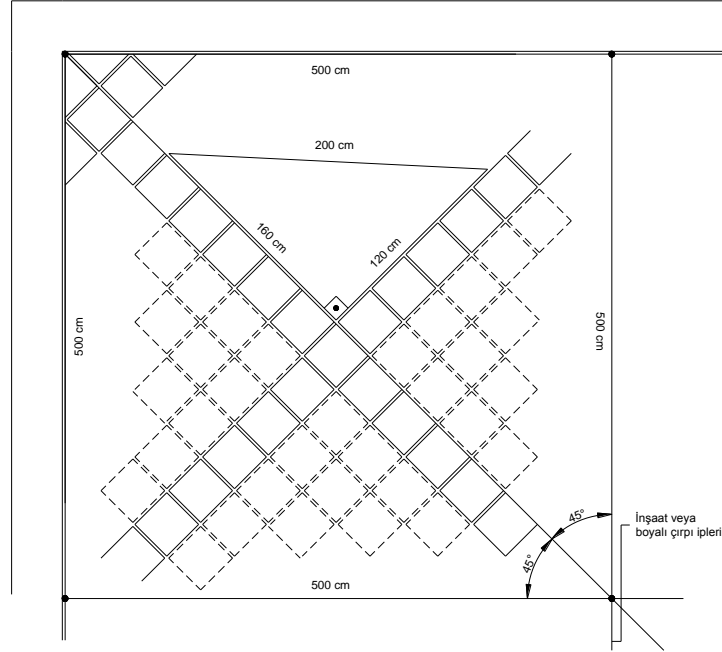 500 cm
200 cm
160 cm
120 cm
500 cm
500 cm
45°
İnşaat veya
boyalı çırpı ipleri
45°
500 cm